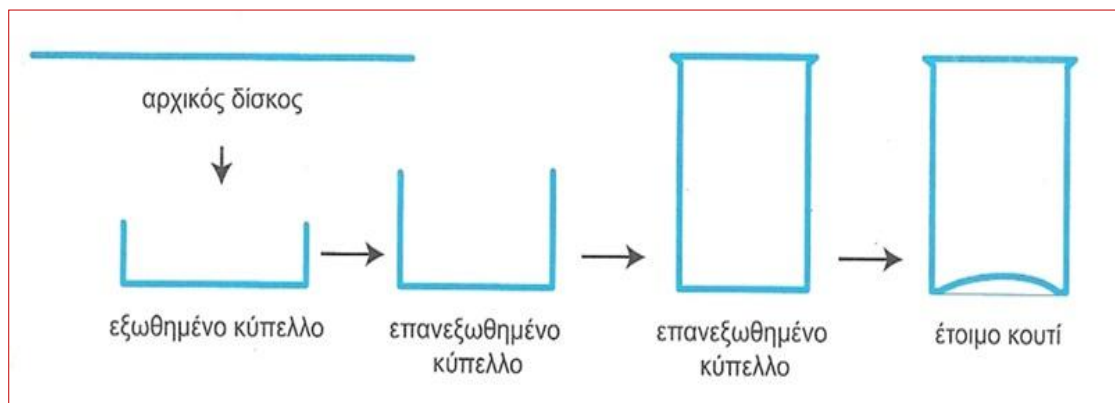 αρχικός δίσκος
εξωθημένο κύπελλο
επανεξωθημένο
κύπελλο
επανεξωθημένο
κύπελλο
έτοιμο κουτί